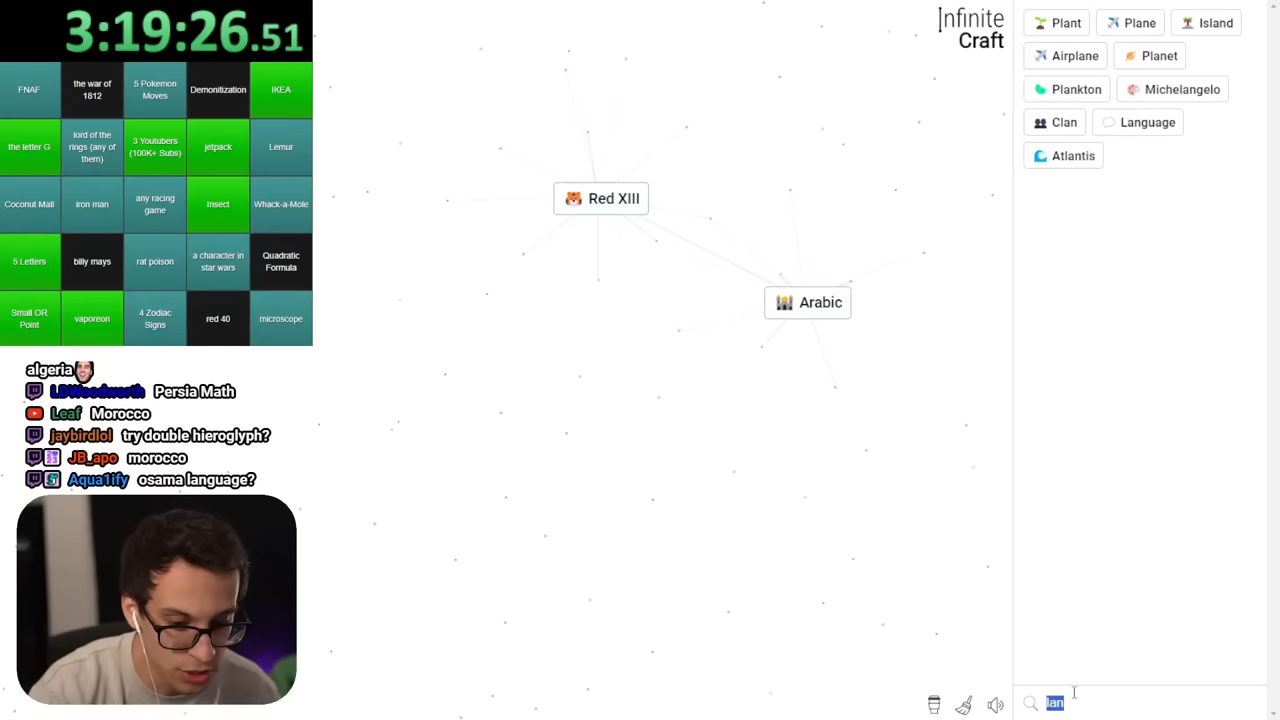 3:19:26.51
FNAF
the war of
1812
5 Pokemon
Moves
Demonitization
IKEA
the letter G
lord of the
rings (any of
them)
3 Youtubers
(100K+ Subs)
jetpack
Lemur
Coconut Mall
iron man
any racing
game
Insect
Whack-a-Mole
5 Letters
billy mays
rat poison
a character in
star wars
Quadratic
Formula
Small OR
Point
vaporeon
4 Zodiac
Signs
red 40
microscope
algeria
LDWoodworth Persia Math
Leaf Morocco
jaybirdlol try double hieroglyph?
JB_apo morocco
Aqua1ify osama language?
Red XIII
Arabic
Infinite
Craft
Plant Plane Island
Airplane Planet
Plankton Michelangelo
Clan Language
Atlantis
lan